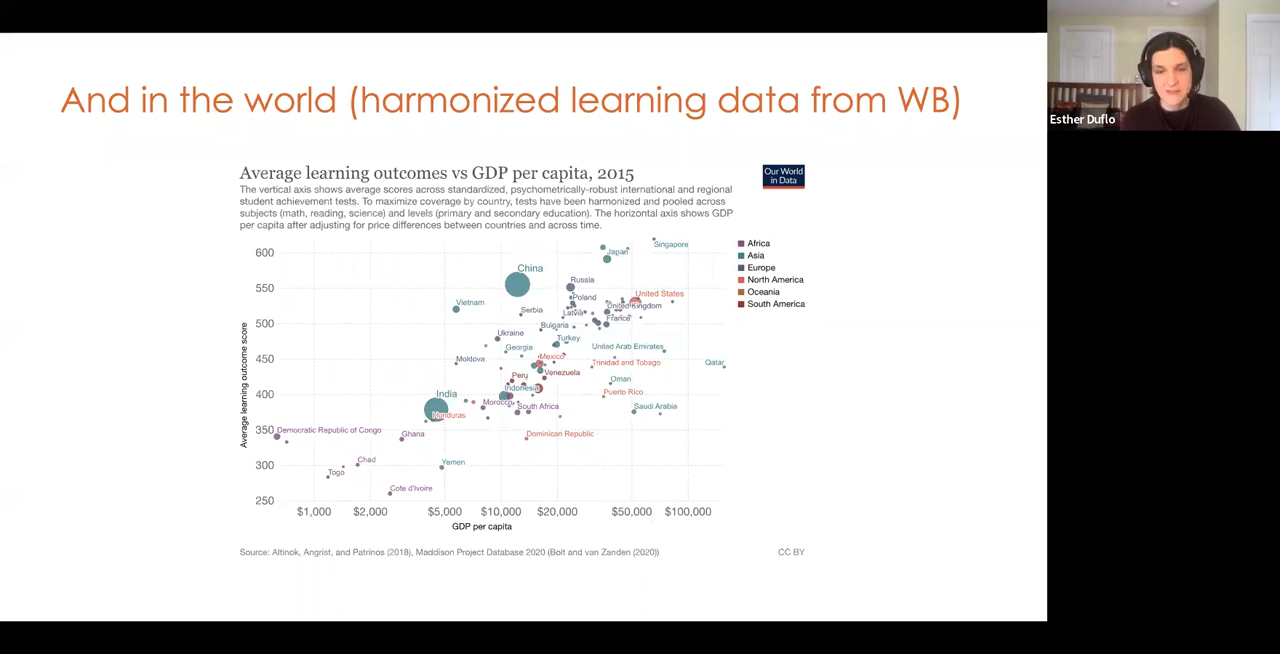 And in the world (harmonized learning data from WB)
Esther Duflo
Average learning outcomes vs GDP per capita, 2015
Our World
in Data
The vertical axis shows average scores across standardized, psychometrically-robust international and regional
student achievement tests. To maximize coverage by country, tests have been harmonized and pooled across
subjects (math, reading, science) and levels (primary and secondary education). The horizontal axis shows GDP
per capita after adjusting for price differences between countries and across time.
Africa
Asia
Europe
North America
Oceania
South America
Average learning outcome score
600
550
500
450
400
350
300
250
Singapore
Japan
China
Russia
United States
Poland
Vietnam
United Kingdom
Serbia
Latvia
France
Bulgaria
Ukraine
Turkey
Georgia
United Arab Emirates
Moldova
Mexico
Trinidad and Tobago
Qatar
Peru
Venezuela
Oman
Indonesia
India
Puerto Rico
Morocco
South Africa
Saudi Arabia
Honduras
Democratic Republic of Congo
Ghana
Dominican Republic
Chad
Yemen
Togo
Cote d'Ivoire
$1,000
$2,000
$5,000
$10,000
$20,000
$50,000
$100,000
GDP per capita
Source: Altinok, Angrist, and Patrinos (2018), Maddison Project Database 2020 (Bolt and van Zanden (2020))
CC BY